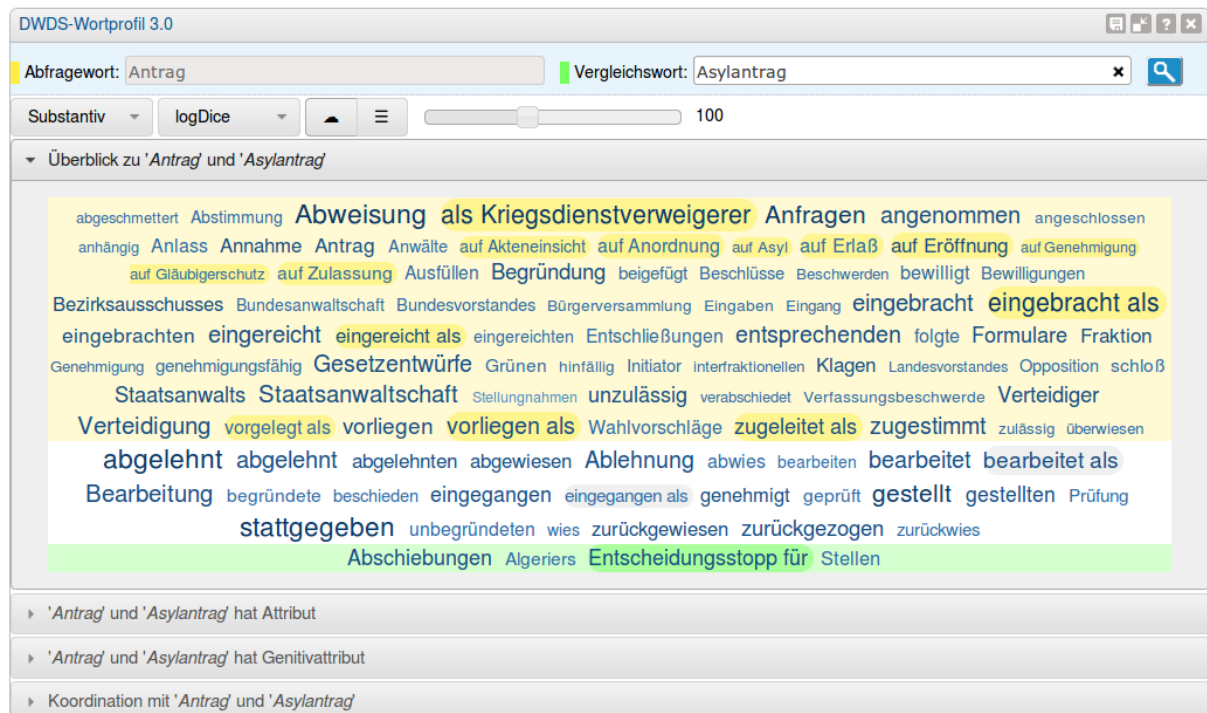 DWDS-Wortprofil 3.0
Abfragewort: Antrag Vergleichswort: Asylantrag
Substantiv logDice 100
Überblick zu 'Antrag' und 'Asylantrag'
abgeschmettert Abstimmung Abweisung als Kriegsdienstverweigerer Anfragen angenommen angeschlossen
anhängig Anlass Annahme Antrag Anwälte auf Akteneinsicht auf Anordnung auf Asyl auf Erlaß auf Eröffnung auf Genehmigung
auf Gläubigerschutz auf Zulassung Ausfüllen Begründung beigefügt Beschlüsse Beschwerden bewilligt Bewilligungen
Bezirksausschusses Bundesanwaltschaft Bundesvorstandes Bürgerversammlung Eingaben Eingang eingebracht eingebracht als
eingebrachten eingereicht eingereicht als eingereichten Entschließungen entsprechenden folgte Formulare Fraktion
Genehmigung genehmigungsfähig Gesetzentwürfe Grünen hinfällig Initiator interfraktionellen Klagen Landesvorstandes Opposition schloß
Staatsanwalts Staatsanwaltschaft Stellungnahmen unzulässig verabschiedet Verfassungsbeschwerde Verteidiger
Verteidigung vorgelegt als vorliegen vorliegen als Wahlvorschläge zugeleitet als zugestimmt zulässig überwiesen
abgelehnt abgelehnt abgelehnten abgewiesen Ablehnung abwies bearbeiten bearbeitet bearbeitet als
Bearbeitung begründete beschieden eingegangen eingegangen als genehmigt geprüft gestellt gestellten Prüfung
stattgegeben unbegründeten wies zurückgewiesen zurückgezogen zurückwies
Abschiebungen Algeriers Entscheidungsstopp für Stellen
'Antrag' und 'Asylantrag' hat Attribut
'Antrag' und 'Asylantrag' hat Genitivattribut
Koordination mit 'Antrag' und 'Asylantrag'